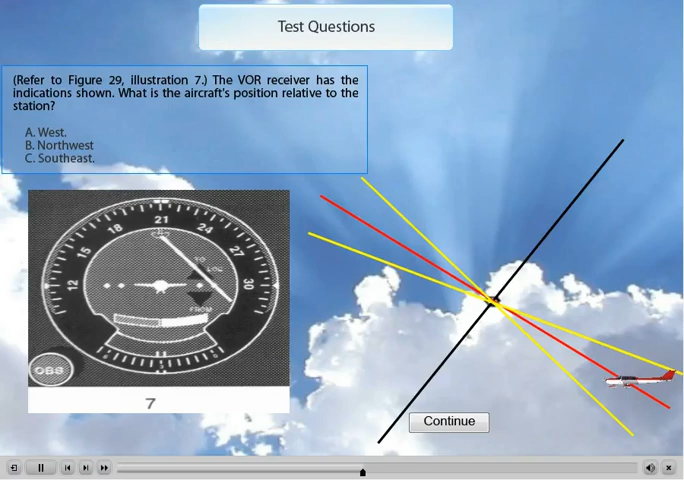 Test Questions
(Refer to Figure 29, illustration 7.) The VOR receiver has the
indications shown. What is the aircraft's position relative to the
station?
A. West.
B. Northwest
C. Southeast.
21
18
24
15
27
12
30
TO
FROM
OBS
7
Continue